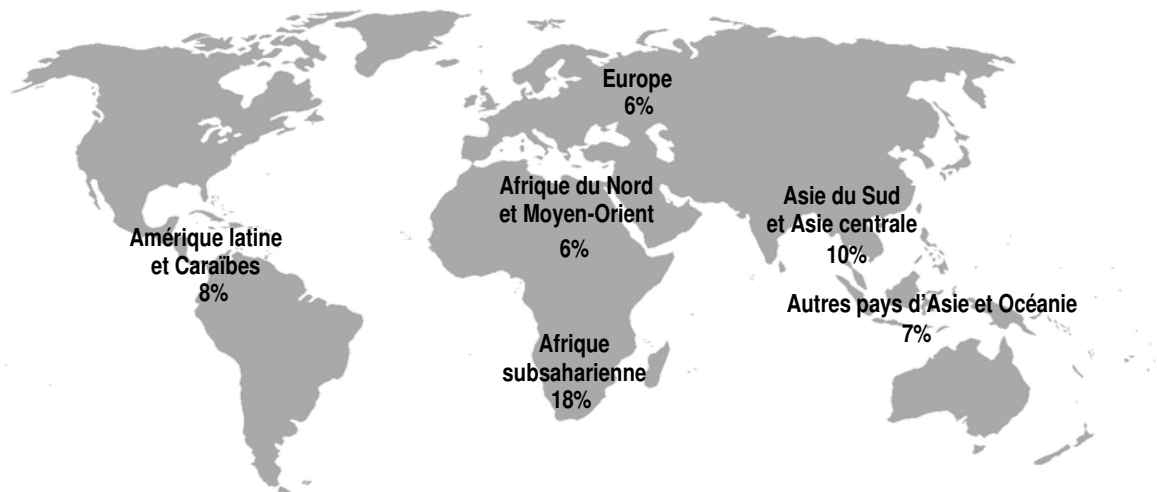 Europe
6%
Afrique du Nord
et Moyen-Orient
6%
Asie du Sud
et Asie centrale
10%
Amérique latine
et Caraïbes
8%
Autres pays d'Asie et Océanie
7%
Afrique
subsaharienne
18%